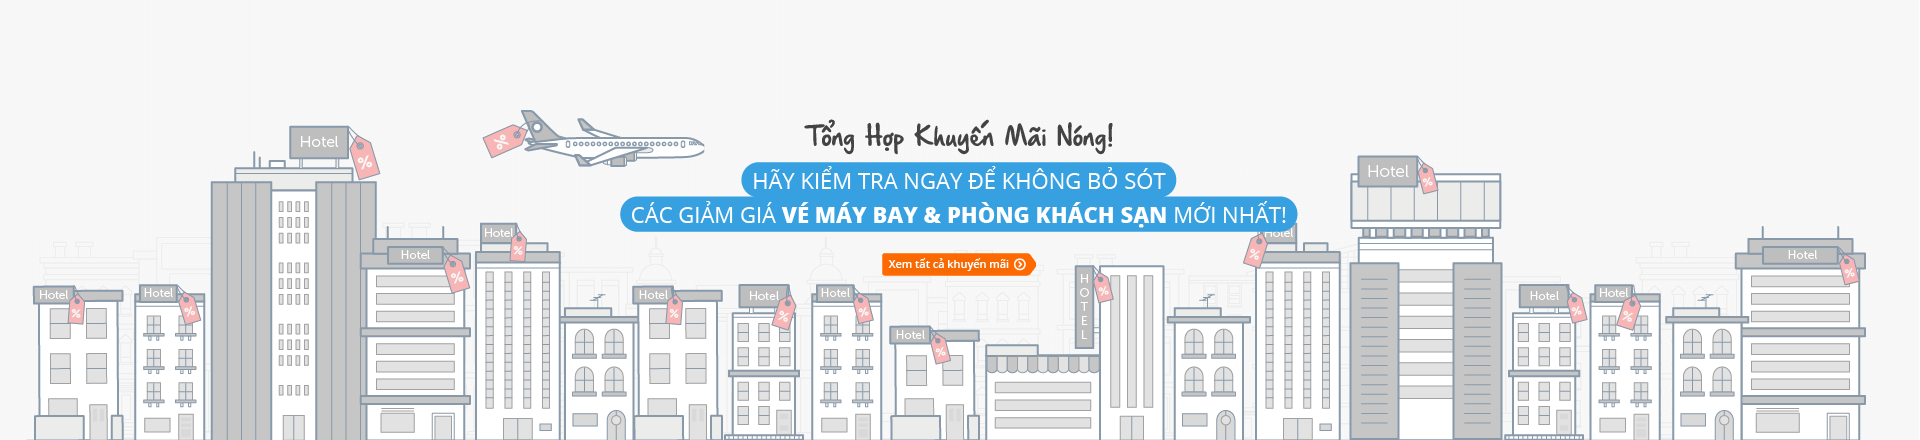 Hotel
Tổng Hợp Khuyến Mãi Nóng!
Hotel
HÃY KIỂM TRA NGAY ĐỂ KHÔNG BỎ SÓT
CÁC GIẢM GIÁ VÉ MÁY BAY & PHÒNG KHÁCH SẠN MỚI NHẤT!
Hotel
Hotel
Hotel
Hotel
Xem tất cả khuyến mãi
HOTEL
Hotel
Hotel
Hotel
Hotel
Hotel
Hotel
Hotel
Hotel